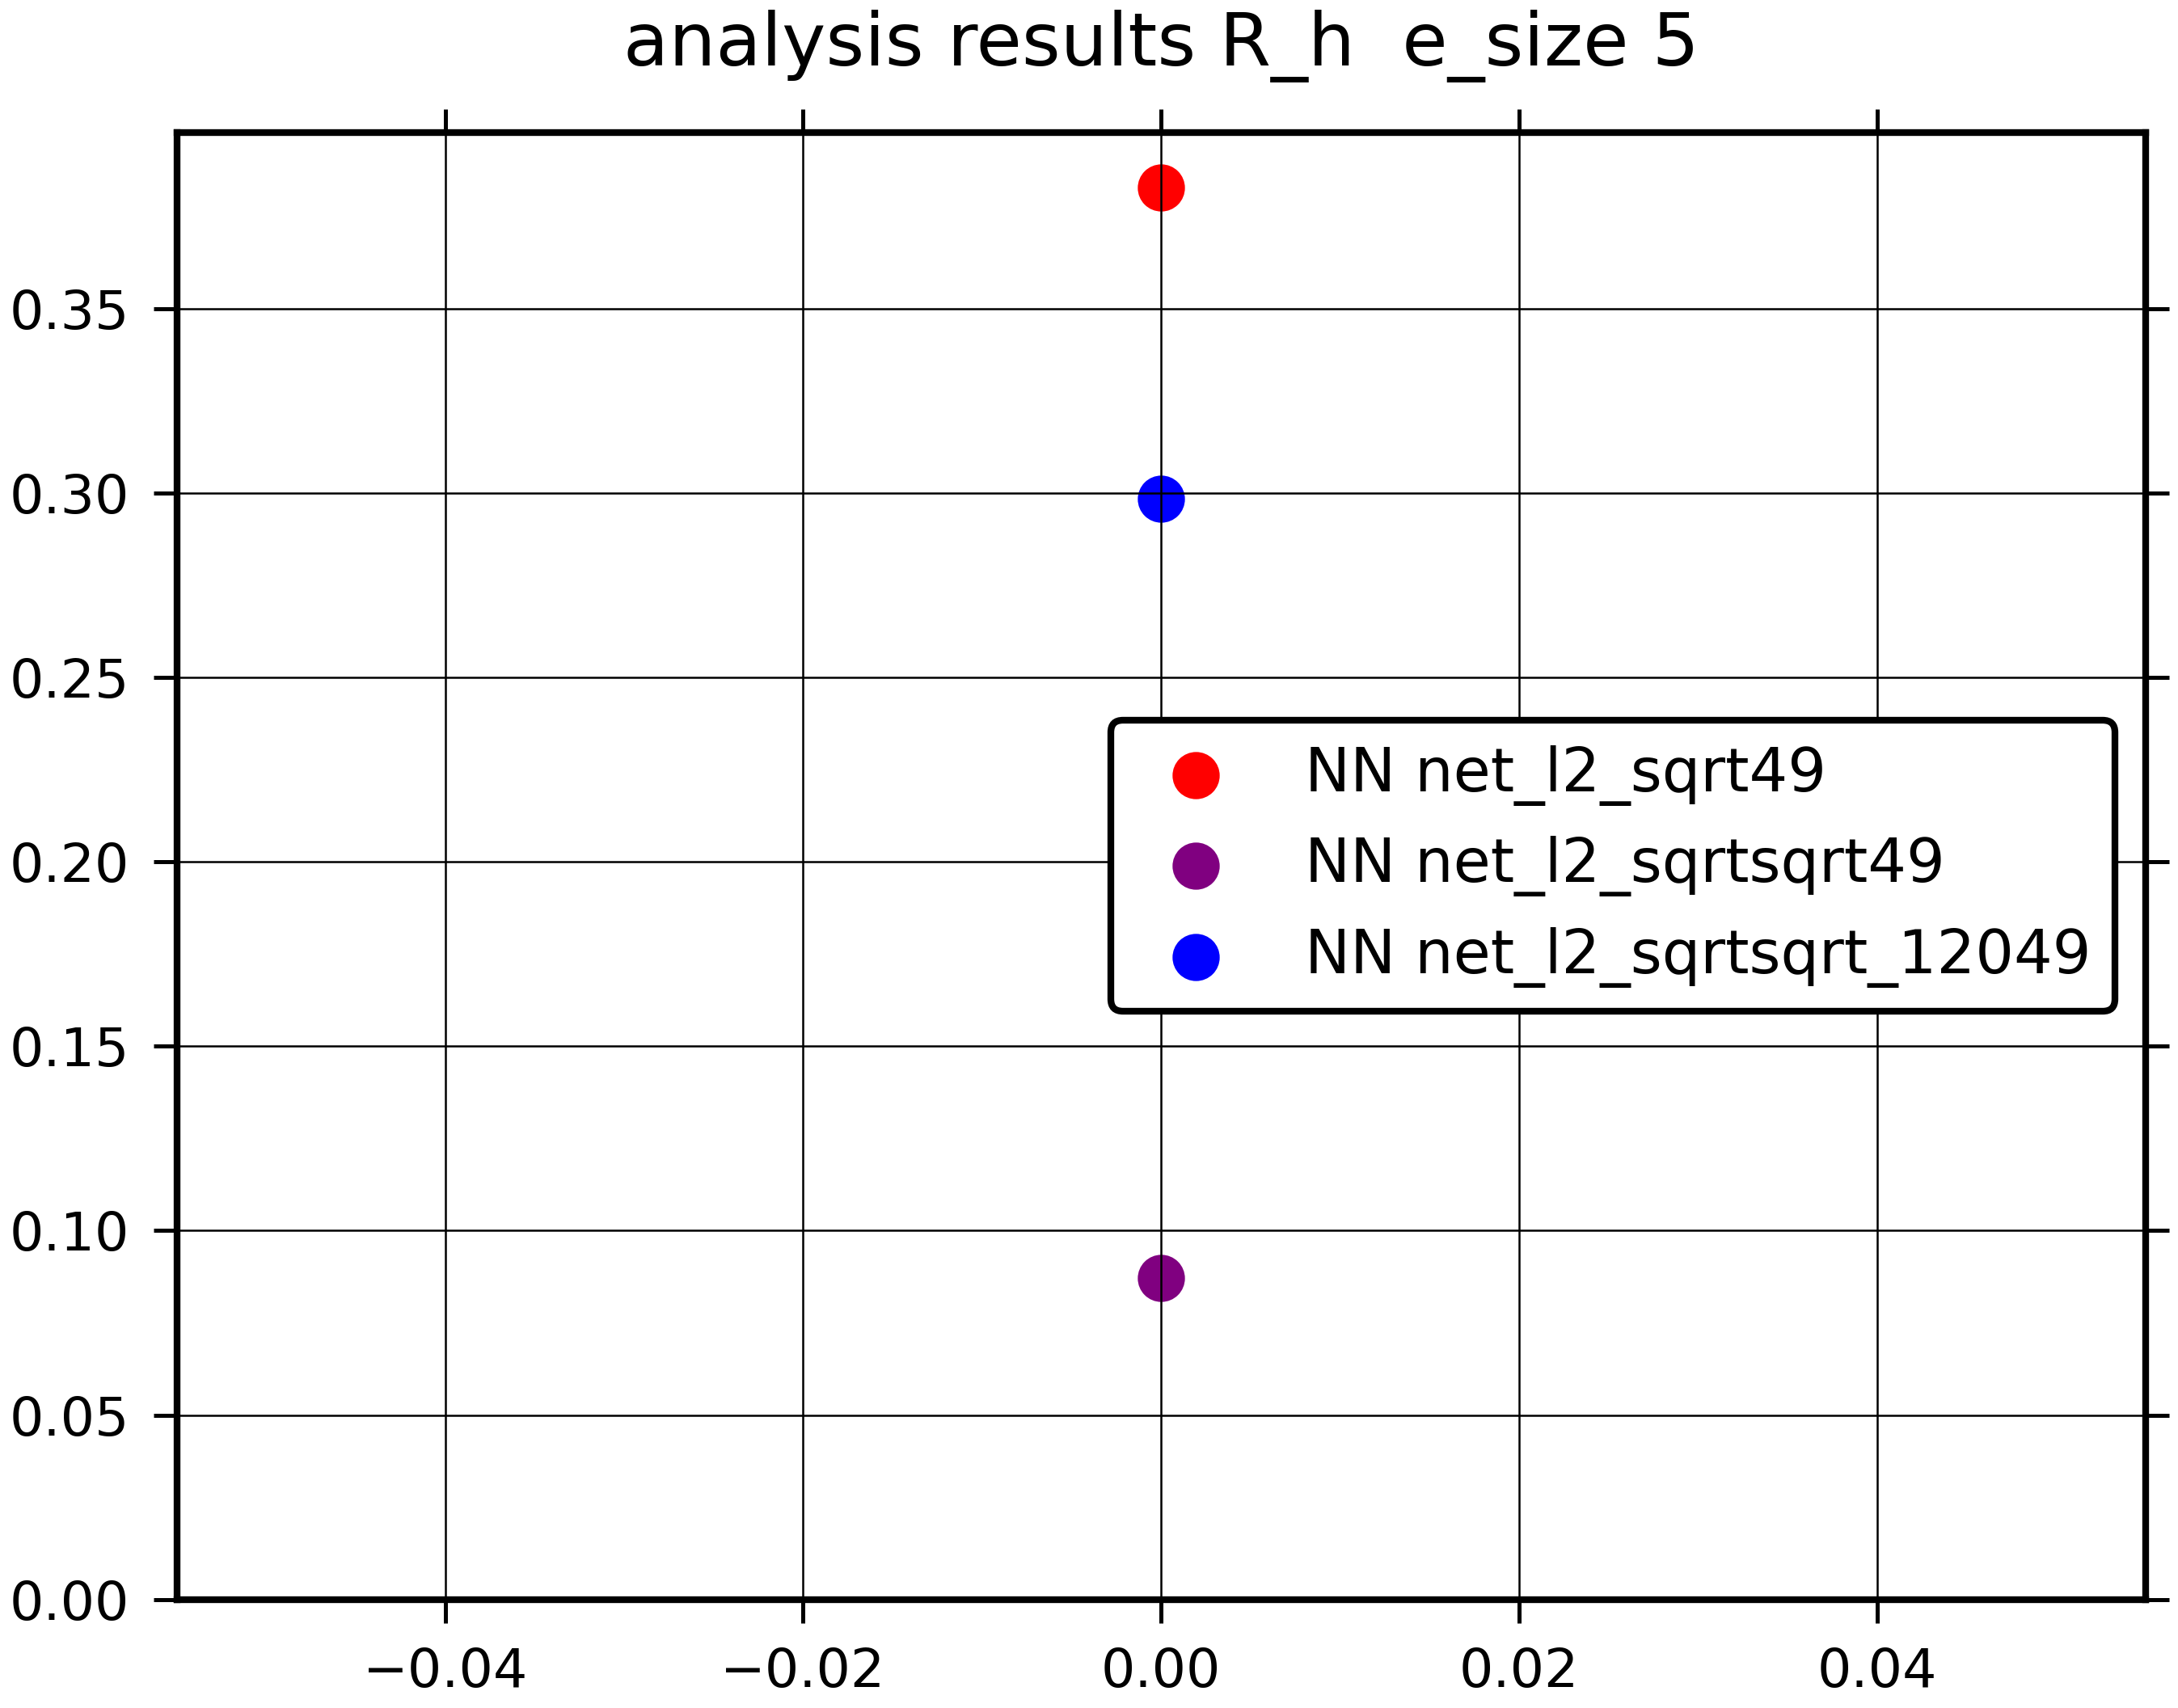 analysis results R_h  e_size 5
0.35
0.30
0.25
0.20
0.15
0.10
0.05
0.00
NN net_l2_sqrt49
NN net_l2_sqrtsqrt49
NN net_l2_sqrtsqrt_12049
−0.04 −0.02 0.00 0.02 0.04